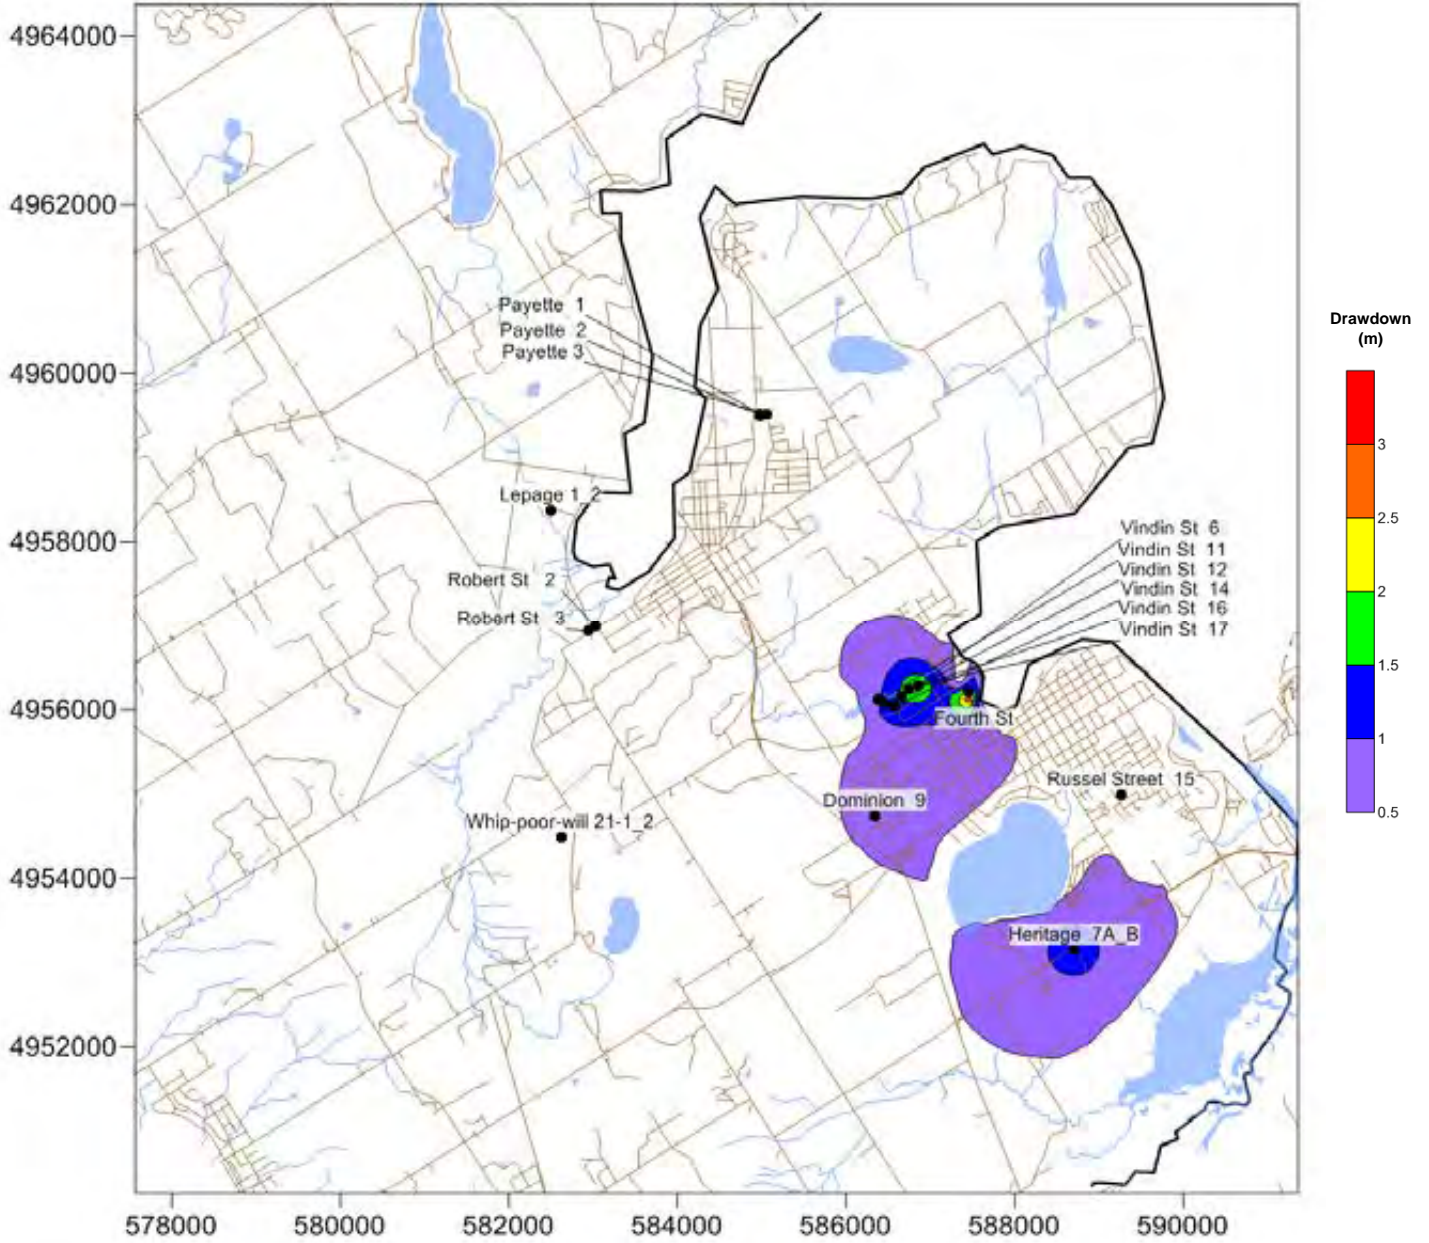 4964000
4962000
4960000
4958000
4956000
4954000
4952000
578000
580000
582000
584000
586000
588000
590000
Payette 1
Payette 2
Payette 3
Lepage 1_2
Robert St 2
Robert St 3
Vindin St 6
Vindin St 11
Vindin St 12
Vindin St 14
Vindin St 16
Vindin St 17
Fourth St
Russel Street 15
Dominion 9
Whip-poor-will 21-1_2
Heritage 7A_B
Drawdown
(m)
3
2.5
2
1.5
1
0.5